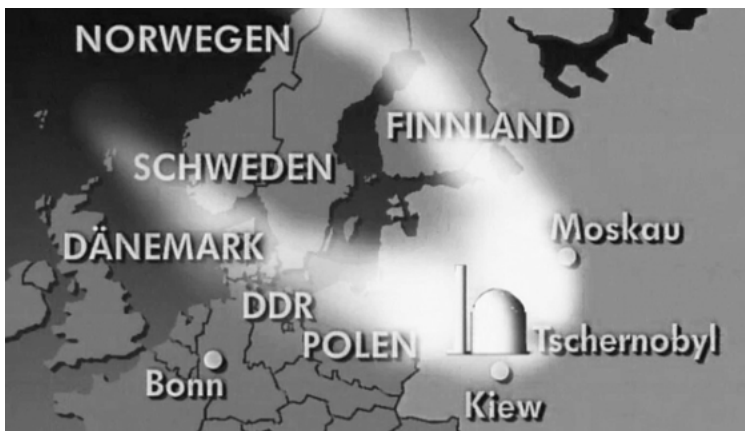 NORWEGEN
FINNLAND
SCHWEDEN
Moskau
DÄNEMARK
DDR
POLEN
Tschernobyl
Bonn
Kiew